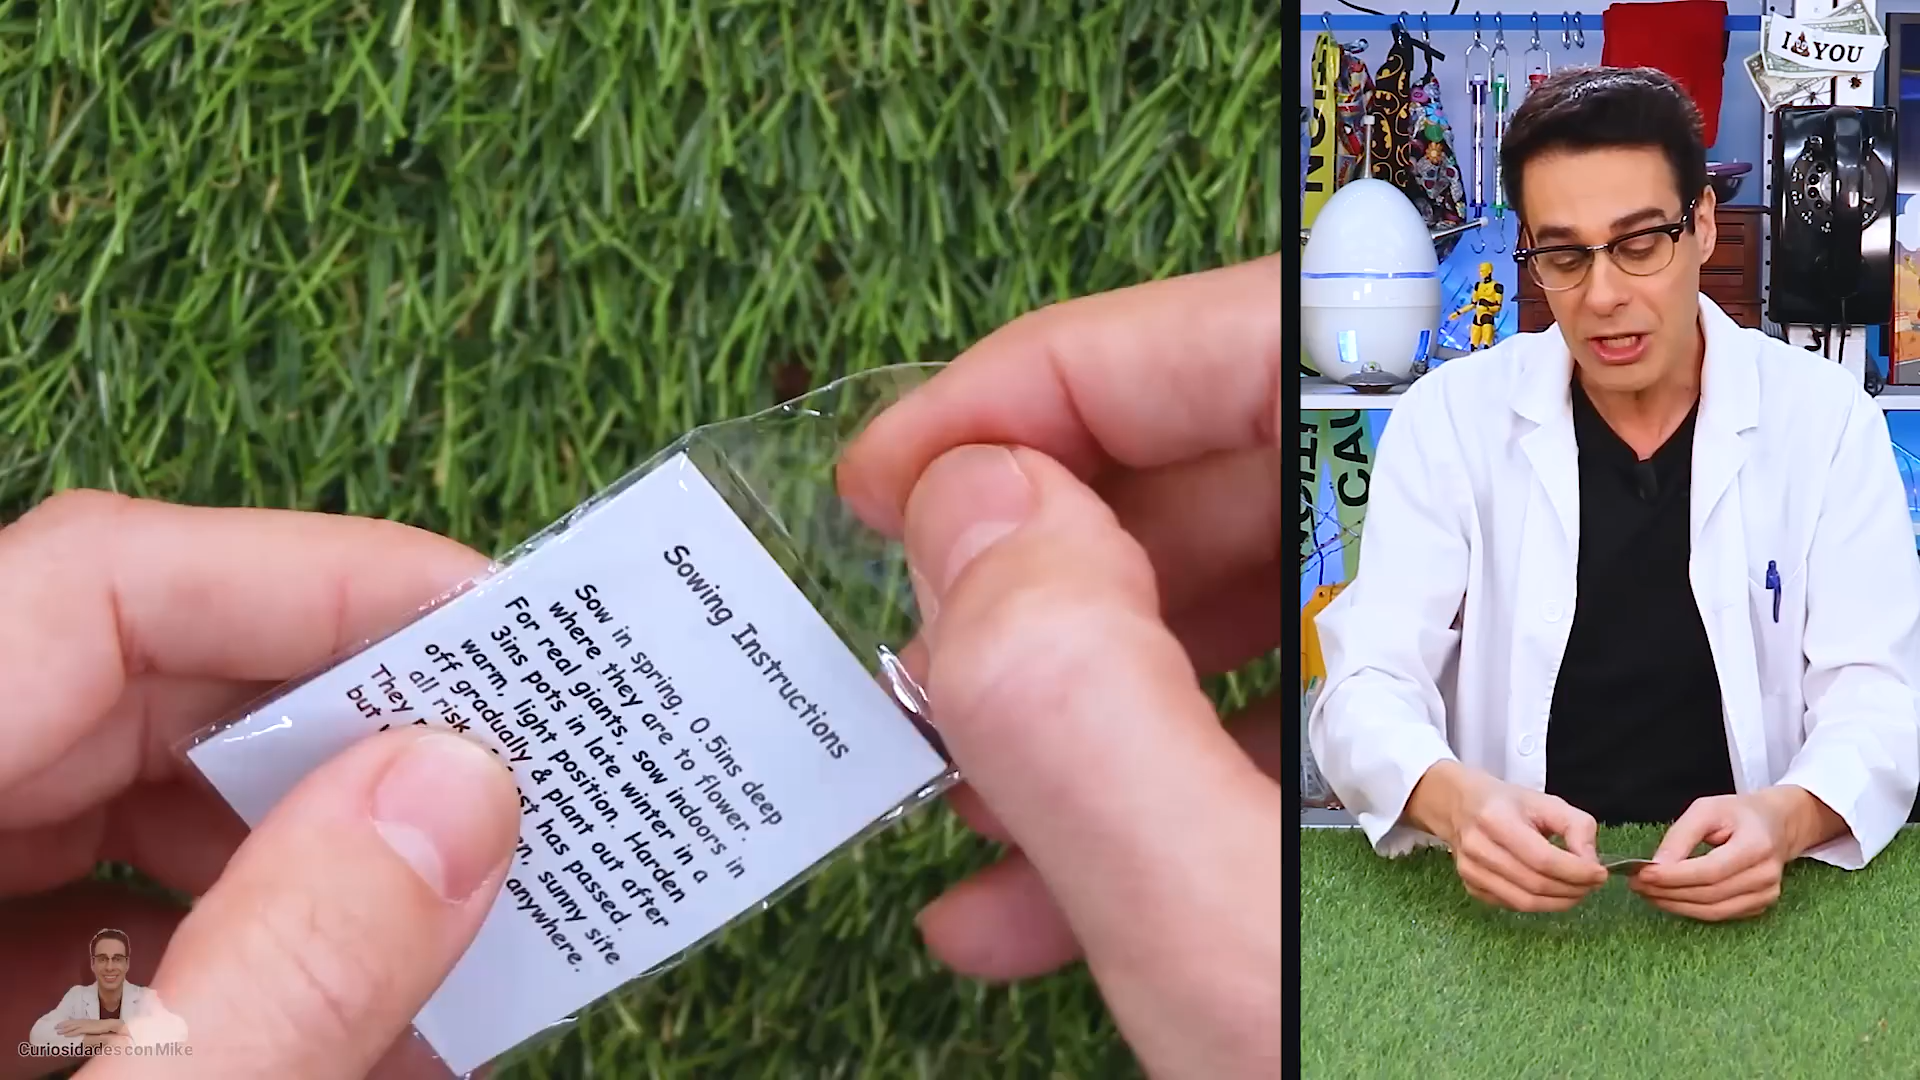 Sowing Instructions
Sow in spring, 0.5ins deep
where they are to flower.
For real giants, sow indoors in
3ins pots in late winter in a
warm, light position. Harden
off gradually & plant out after
all risk has passed.
They sunny site
but anywhere.
I YOU
CAU
Curiosidades con Mike